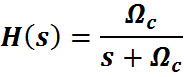 H(s) = Ω_c / (s + Ω_c)